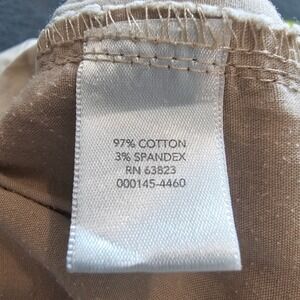 97% COTTON
3% SPANDEX
RN 63823
000145-4460